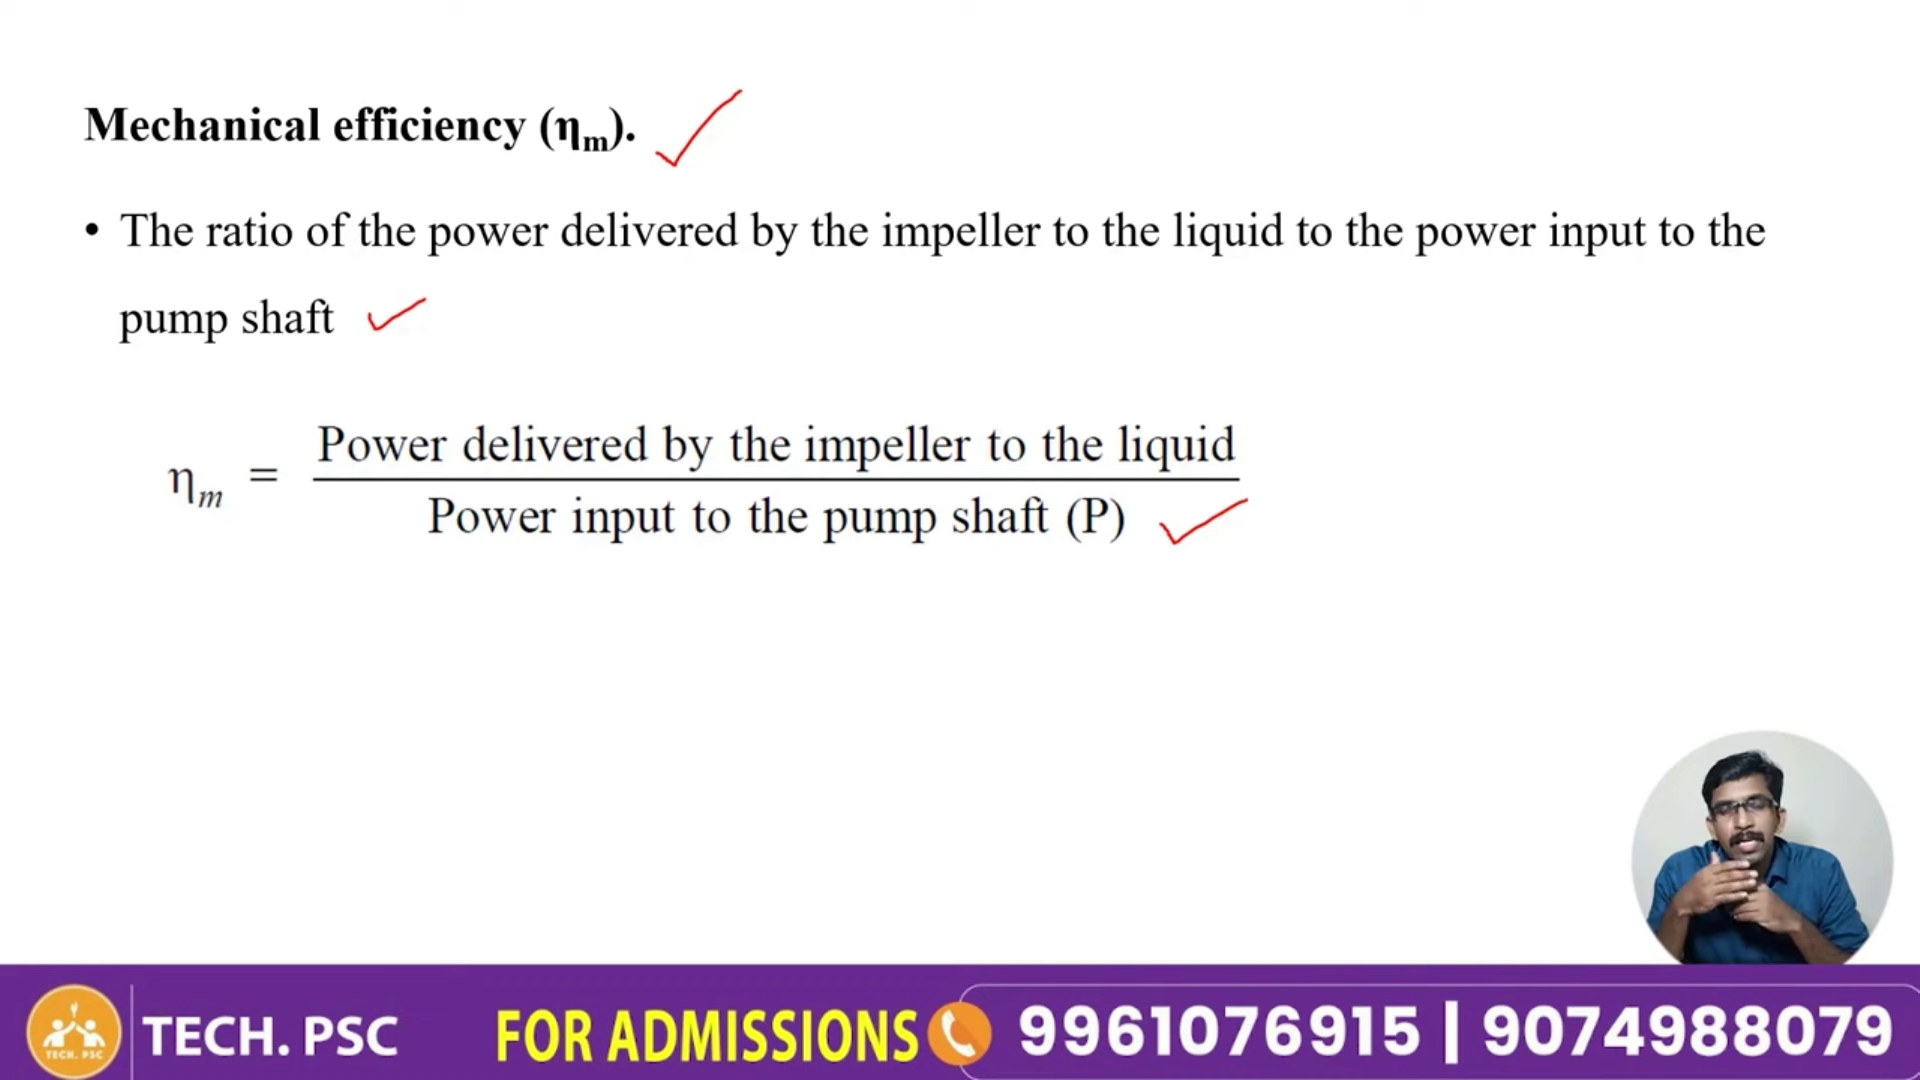 Mechanical efficiency (ηm).
• The ratio of the power delivered by the impeller to the liquid to the power input to the
pump shaft
ηm = Power delivered by the impeller to the liquid
Power input to the pump shaft (P)
TECH. PSC
TECH. PSC
FOR ADMISSIONS
9961076915 | 9074988079